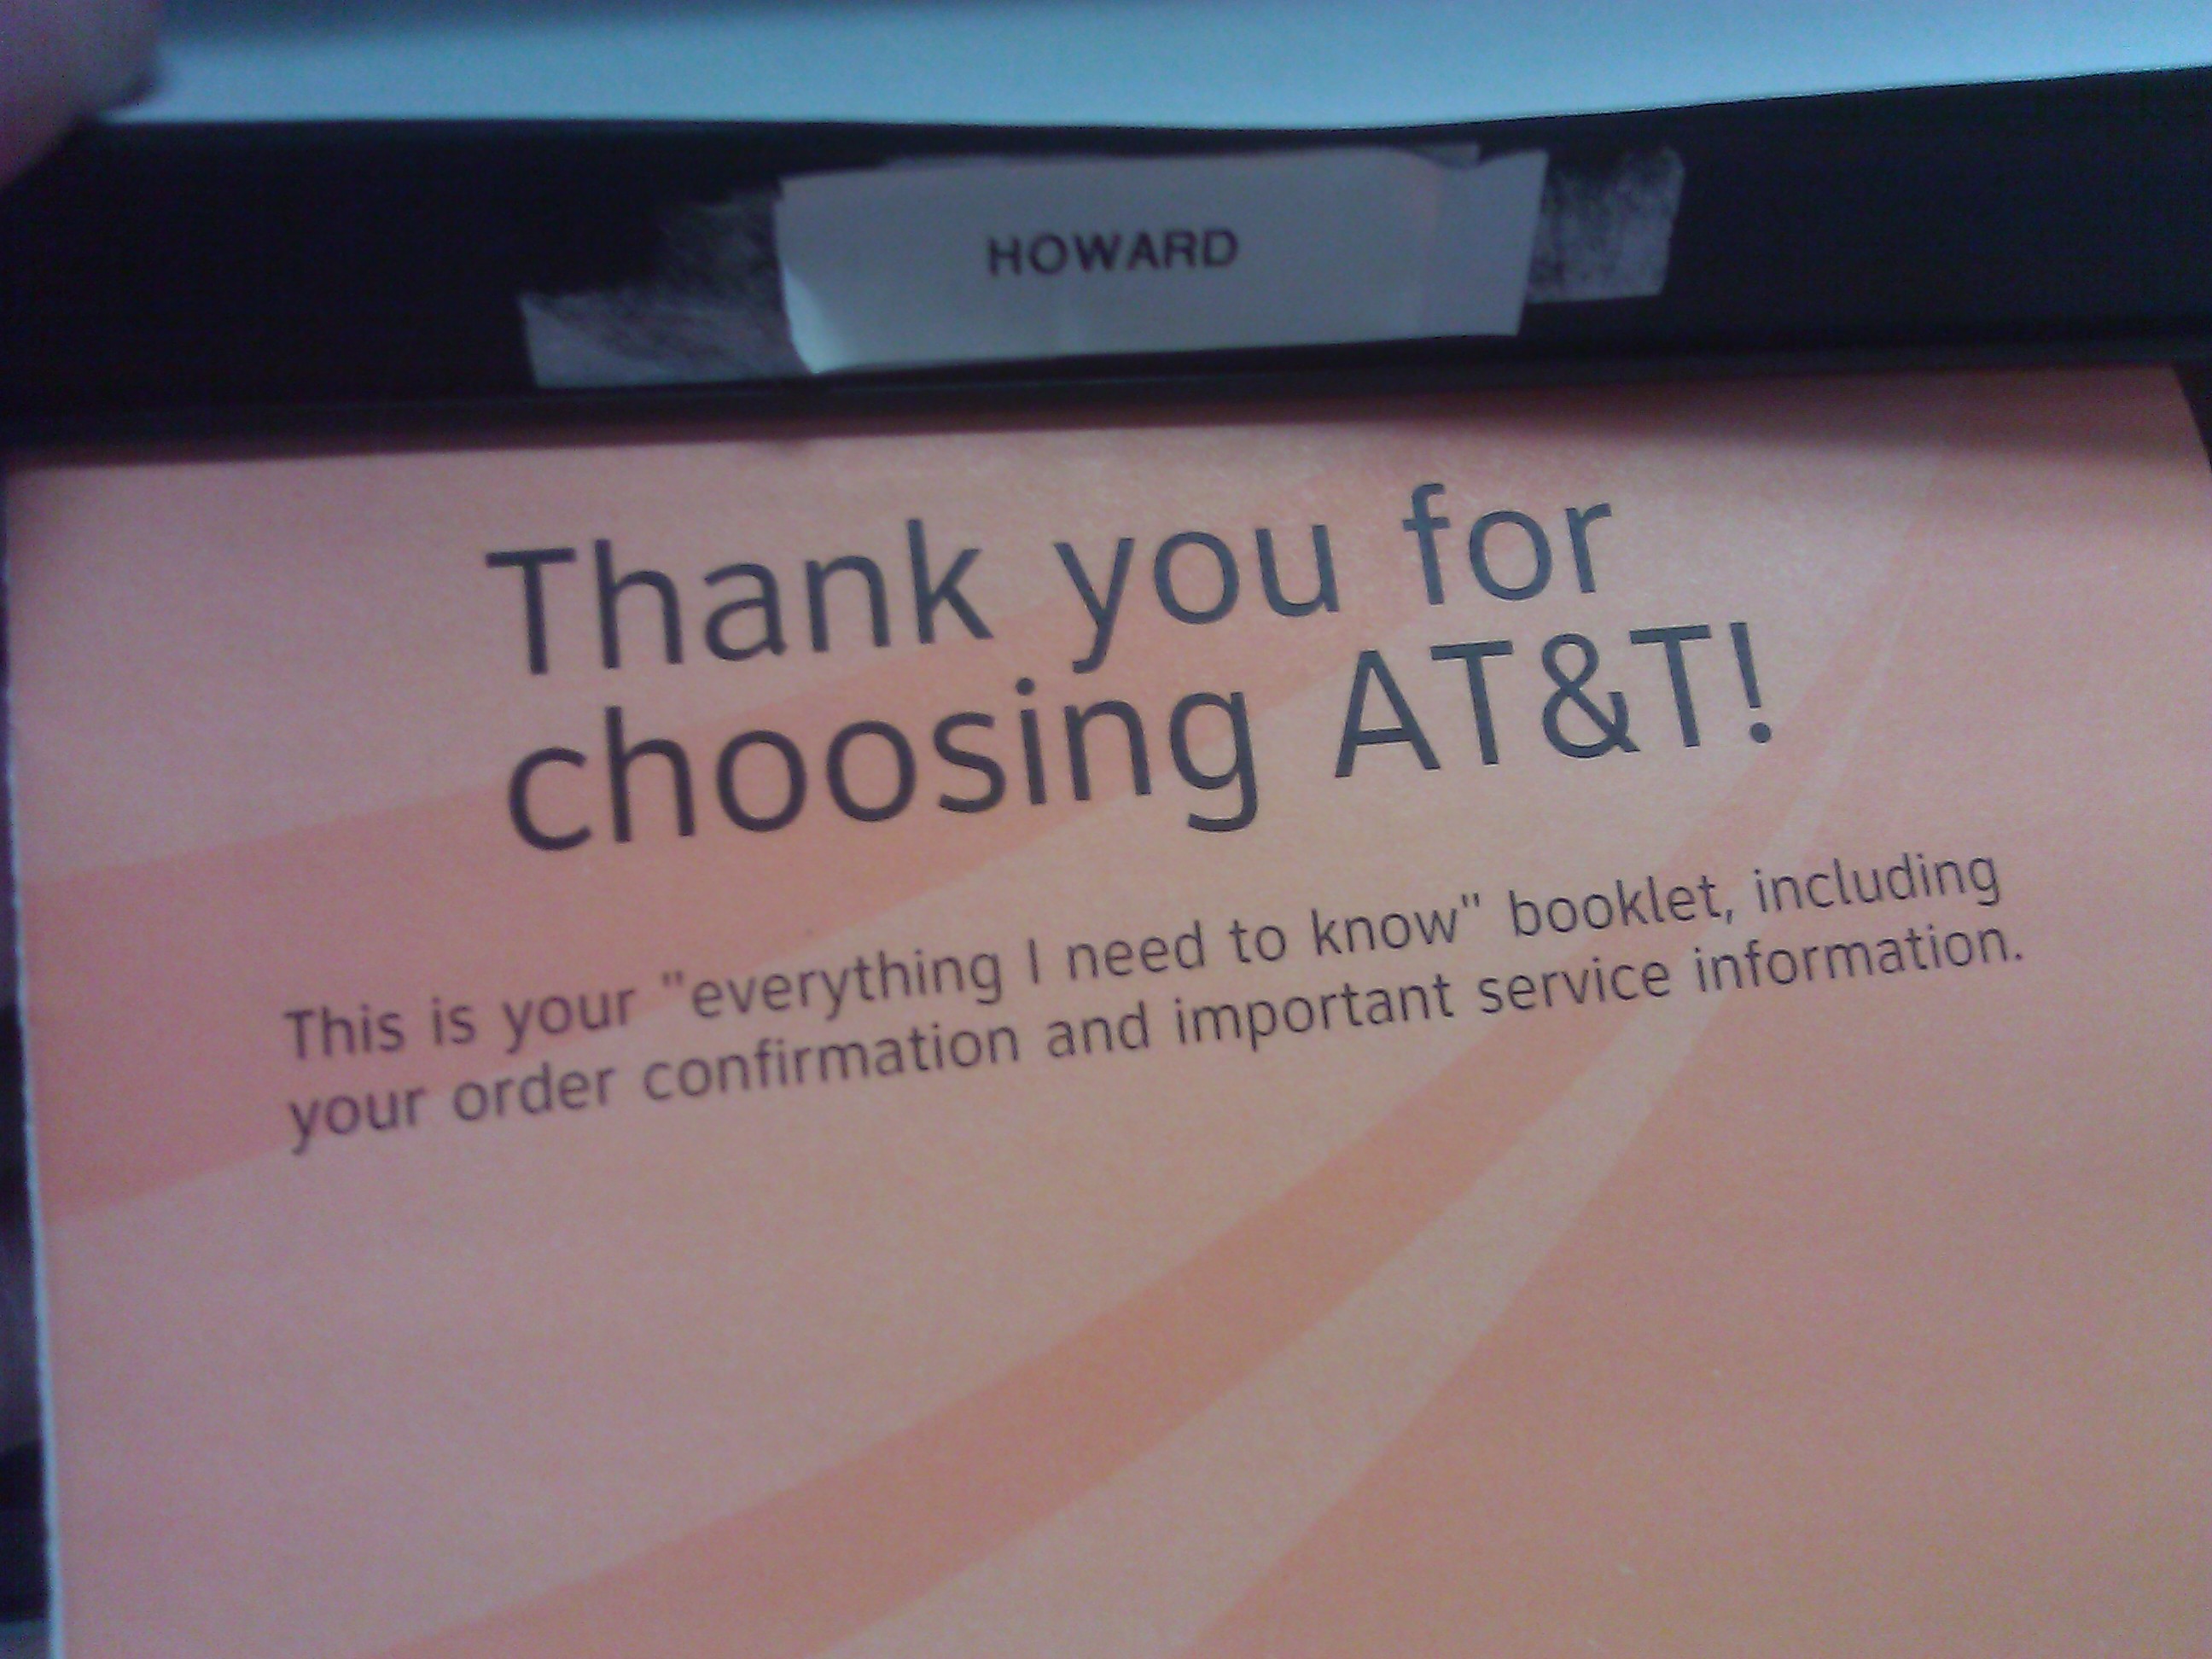 HOWARD
Thank you for
choosing AT&T!
This is your "everything I need to know" booklet, including
your order confirmation and important service information.